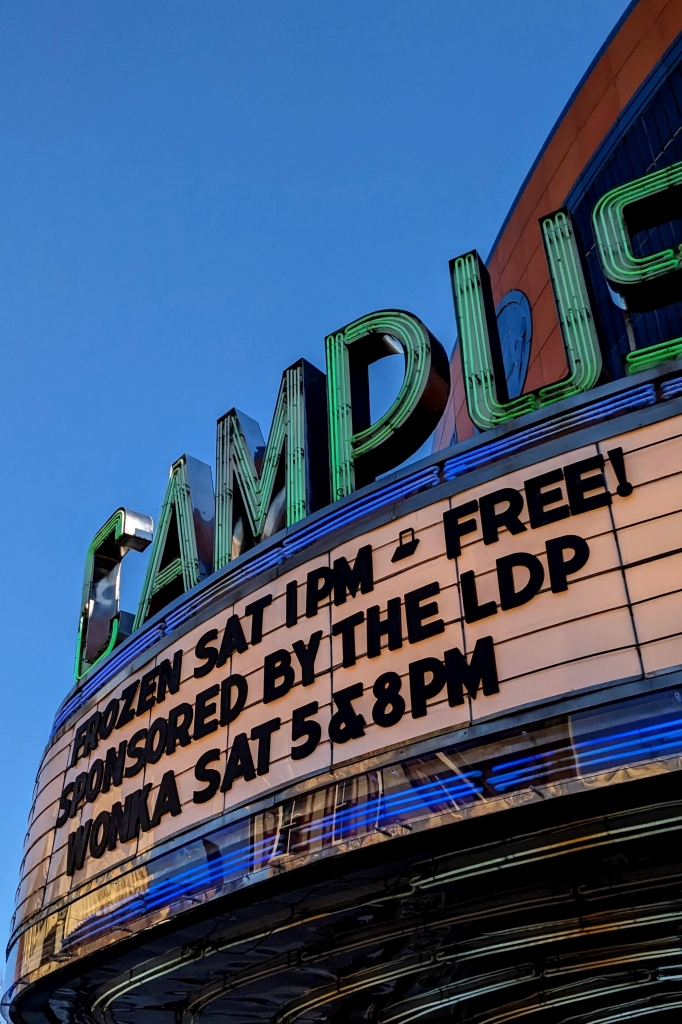 CAMPUS
FROZEN SAT 1PM - FREE!
SPONSORED BY THE LDP
WONKA SAT 5 & 8PM